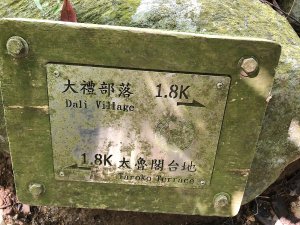 大禮部落 1.8K →
Dali Village
← 1.8K 太魯閣台地
Taroko Terrace